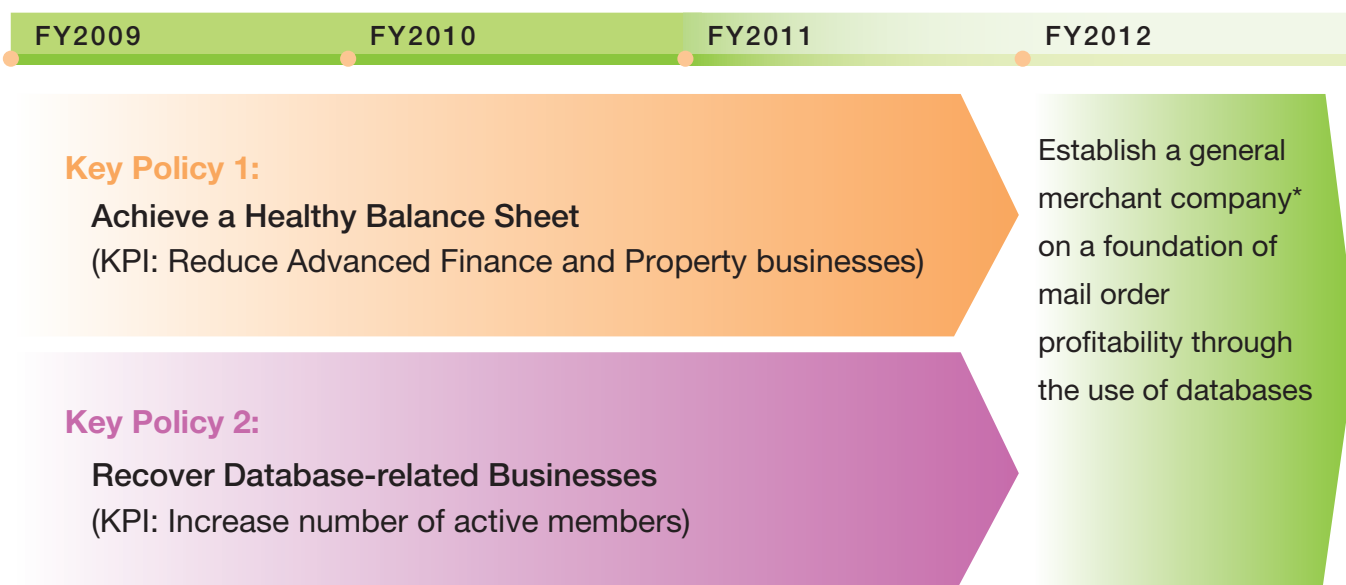 FY2009 FY2010 FY2011 FY2012
Key Policy 1:
Achieve a Healthy Balance Sheet
(KPI: Reduce Advanced Finance and Property businesses)
Key Policy 2:
Recover Database-related Businesses
(KPI: Increase number of active members)
Establish a general
merchant company*
on a foundation of
mail order
profitability through
the use of databases